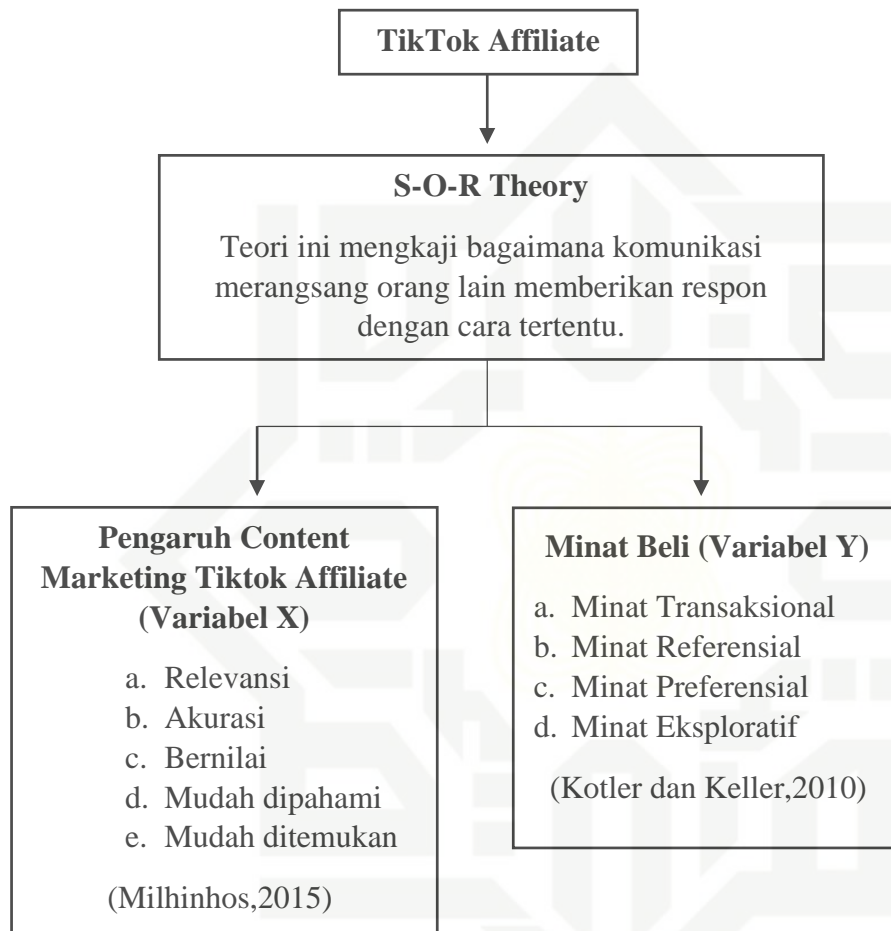 TikTok Affiliate
S-O-R Theory
Teori ini mengkaji bagaimana komunikasi
merangsang orang lain memberikan respon
dengan cara tertentu.
Pengaruh Content
Marketing Tiktok Affiliate
(Variabel X)
a. Relevansi
b. Akurasi
c. Bernilai
d. Mudah dipahami
e. Mudah ditemukan
(Milhinhos,2015)
Minat Beli (Variabel Y)
a. Minat Transaksional
b. Minat Referensial
c. Minat Preferensial
d. Minat Eksploratif
(Kotler dan Keller,2010)